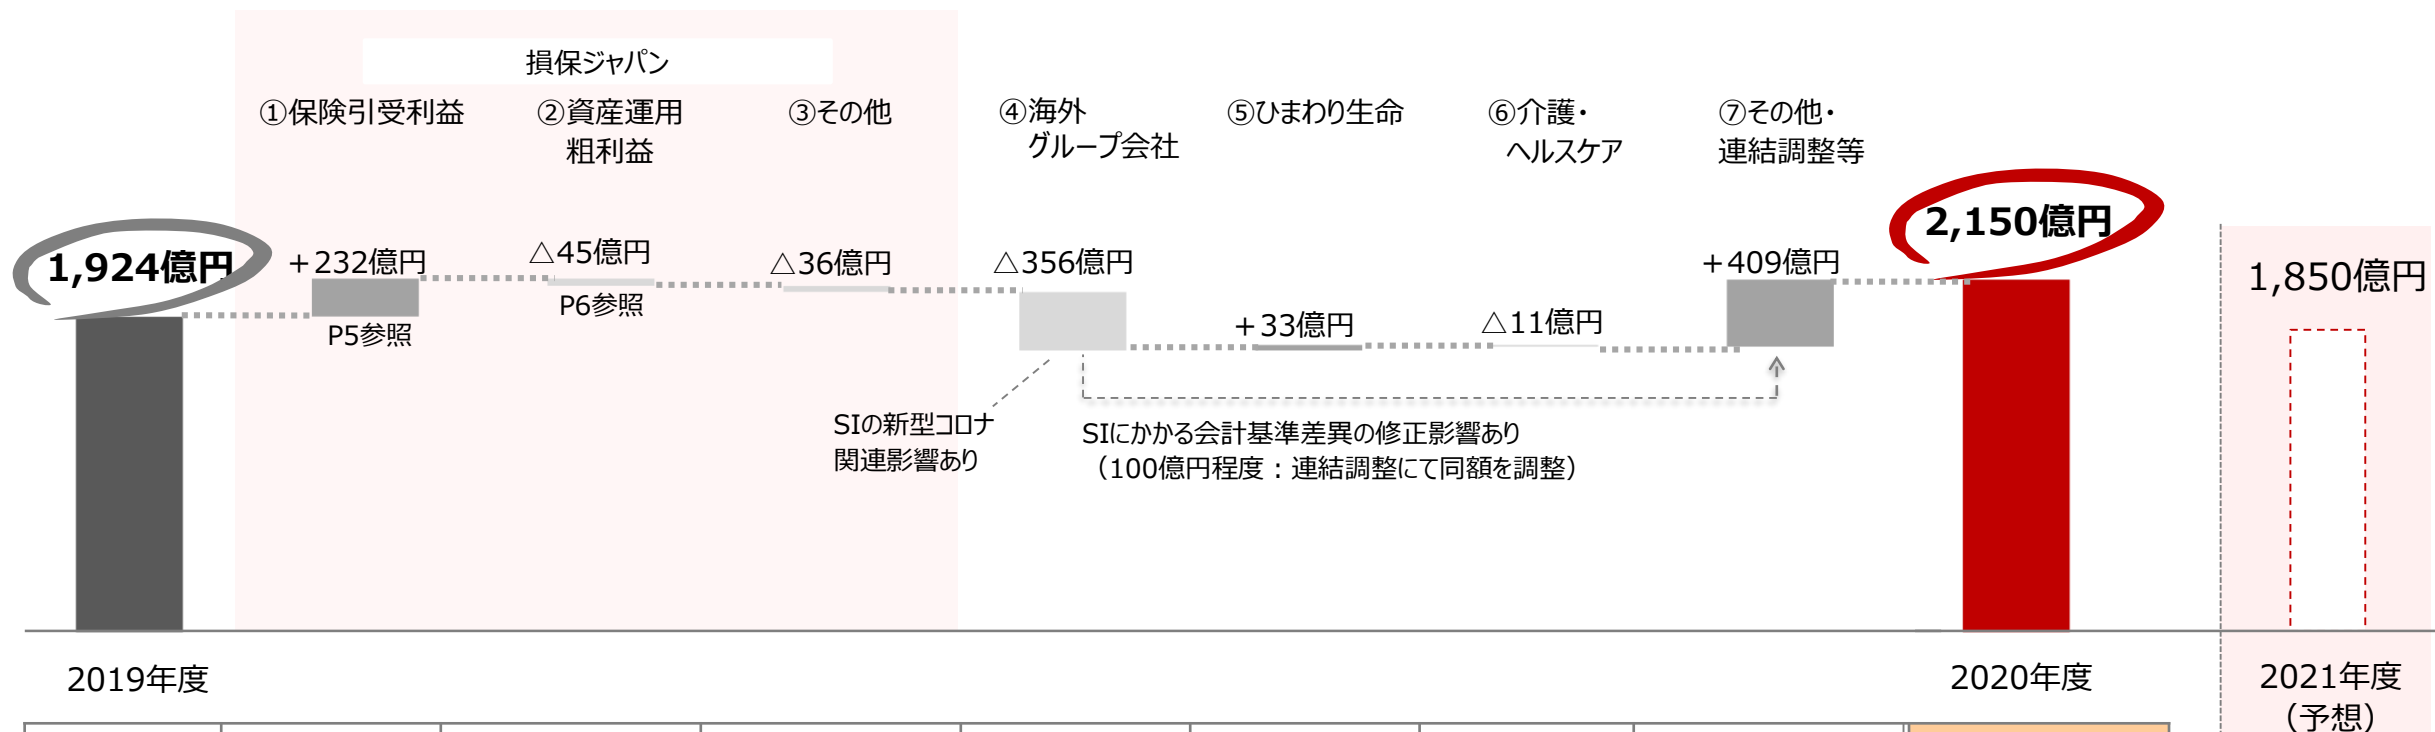 損保ジャパン
①保険引受利益
②資産運用
粗利益
③その他
④海外
グループ会社
⑤ひまわり生命
⑥介護・
ヘルスケア
⑦その他・
連結調整等
1,924億円
+232億円
P5参照
△45億円
P6参照
△36億円
△356億円
+33億円
△11億円
+409億円
2,150億円
1,850億円
SIの新型コロナ
関連影響あり
SIにかかる会計基準差異の修正影響あり
（100億円程度：連結調整にて同額を調整）
2019年度
2020年度
2021年度
（予想）